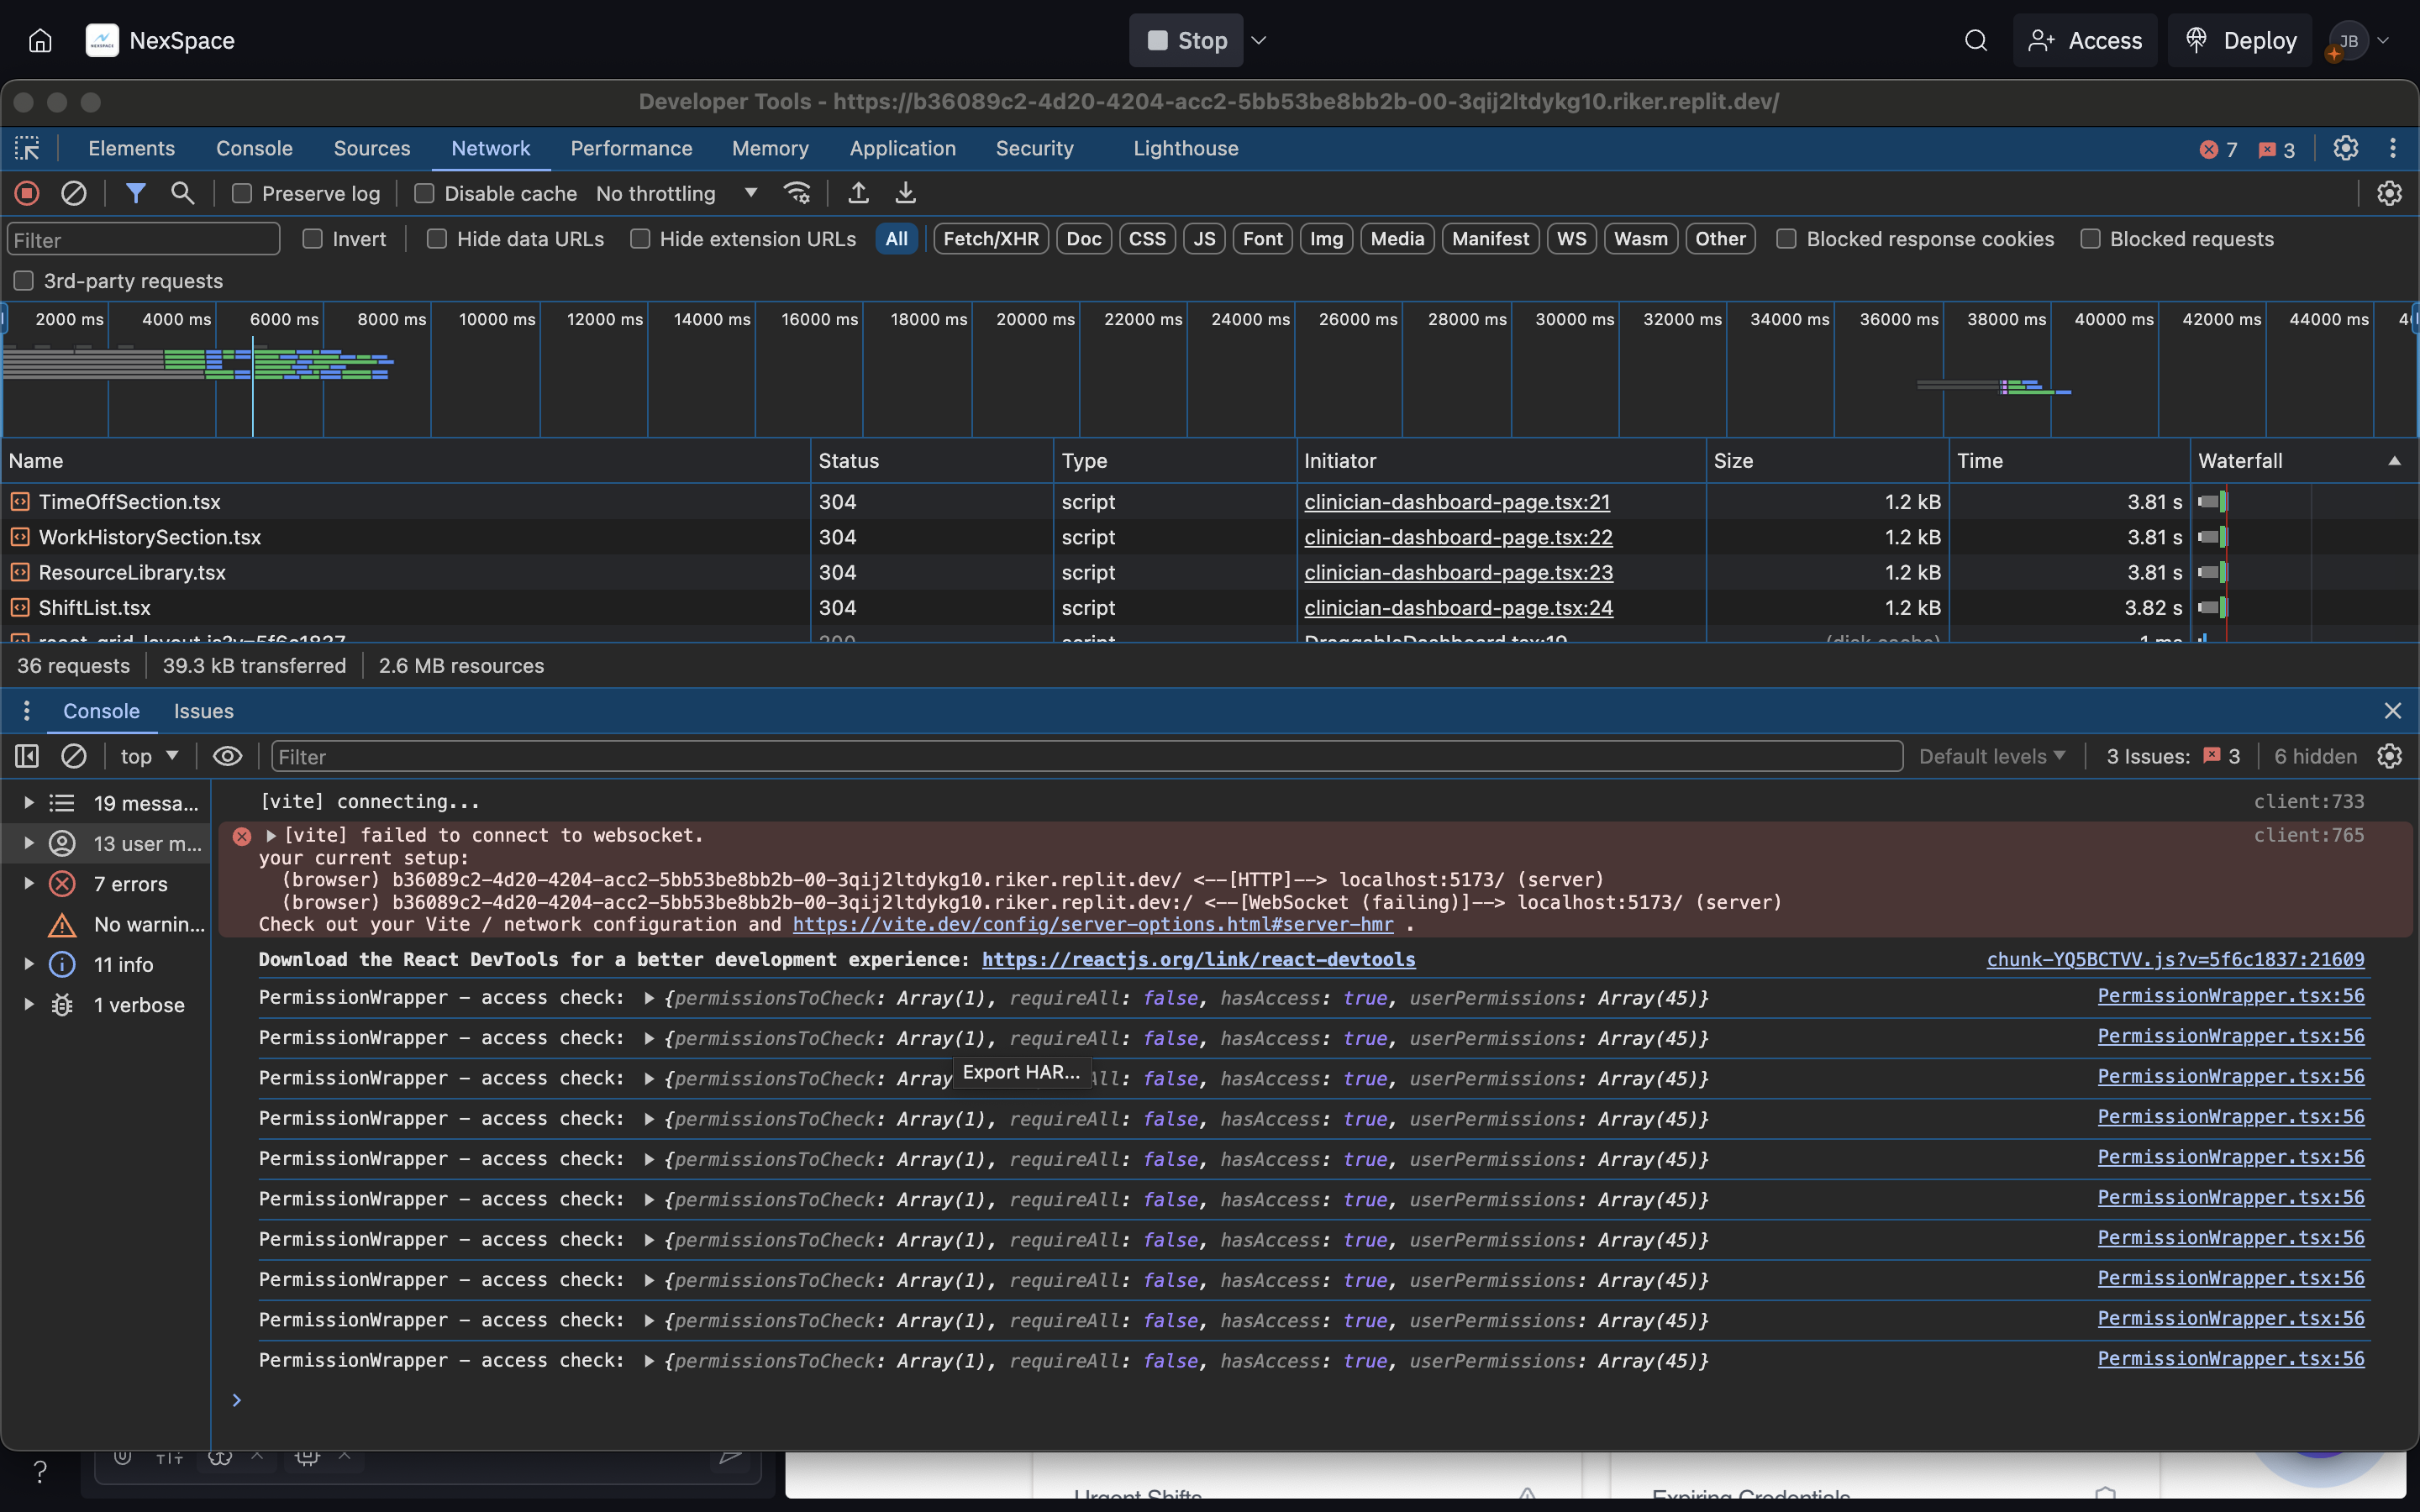 NexSpace
Stop
Access
Deploy
JB
Developer Tools - https://b36089c2-4d20-4204-acc2-5bb53be8bb2b-00-3qij2ltdykg10.riker.replit.dev/
Elements Console Sources Network Performance Memory Application Security Lighthouse 7 3
Preserve log Disable cache No throttling
Filter Invert Hide data URLs Hide extension URLs All Fetch/XHR Doc CSS JS Font Img Media Manifest WS Wasm Other Blocked response cookies Blocked requests
3rd-party requests
2000 ms 4000 ms 6000 ms 8000 ms 10000 ms 12000 ms 14000 ms 16000 ms 18000 ms 20000 ms 22000 ms 24000 ms 26000 ms 28000 ms 30000 ms 32000 ms 34000 ms 36000 ms 38000 ms 40000 ms 42000 ms 44000 ms
Name Status Type Initiator Size Time Waterfall
TimeOffSection.tsx 304 script clinician-dashboard-page.tsx:21 1.2 kB 3.81 s
WorkHistorySection.tsx 304 script clinician-dashboard-page.tsx:22 1.2 kB 3.81 s
ResourceLibrary.tsx 304 script clinician-dashboard-page.tsx:23 1.2 kB 3.81 s
ShiftList.tsx 304 script clinician-dashboard-page.tsx:24 1.2 kB 3.82 s
200 script DraggableDashboard.tsx:19 (disk cache) 1 ms
36 requests 39.3 kB transferred 2.6 MB resources
Console Issues
top Filter Default levels 3 Issues: 3 6 hidden
19 messa...
13 user m...
7 errors
No warnin...
11 info
1 verbose
[vite] connecting... client:733
[vite] failed to connect to websocket. client:765
your current setup:
(browser) b36089c2-4d20-4204-acc2-5bb53be8bb2b-00-3qij2ltdykg10.riker.replit.dev/ <--[HTTP]--> localhost:5173/ (server)
(browser) b36089c2-4d20-4204-acc2-5bb53be8bb2b-00-3qij2ltdykg10.riker.replit.dev:/ <--[WebSocket (failing)]--> localhost:5173/ (server)
Check out your Vite / network configuration and https://vite.dev/config/server-options.html#server-hmr .
Download the React DevTools for a better development experience: https://reactjs.org/link/react-devtools chunk-YQ5BCTVV.js?v=5f6c1837:21609
PermissionWrapper – access check: {permissionsToCheck: Array(1), requireAll: false, hasAccess: true, userPermissions: Array(45)} PermissionWrapper.tsx:56
PermissionWrapper – access check: {permissionsToCheck: Array(1), requireAll: false, hasAccess: true, userPermissions: Array(45)} PermissionWrapper.tsx:56
PermissionWrapper – access check: {permissionsToCheck: Array All: false, hasAccess: true, userPermissions: Array(45)} PermissionWrapper.tsx:56
Export HAR...
PermissionWrapper – access check: {permissionsToCheck: Array(1), requireAll: false, hasAccess: true, userPermissions: Array(45)} PermissionWrapper.tsx:56
PermissionWrapper – access check: {permissionsToCheck: Array(1), requireAll: false, hasAccess: true, userPermissions: Array(45)} PermissionWrapper.tsx:56
PermissionWrapper – access check: {permissionsToCheck: Array(1), requireAll: false, hasAccess: true, userPermissions: Array(45)} PermissionWrapper.tsx:56
PermissionWrapper – access check: {permissionsToCheck: Array(1), requireAll: false, hasAccess: true, userPermissions: Array(45)} PermissionWrapper.tsx:56
PermissionWrapper – access check: {permissionsToCheck: Array(1), requireAll: false, hasAccess: true, userPermissions: Array(45)} PermissionWrapper.tsx:56
PermissionWrapper – access check: {permissionsToCheck: Array(1), requireAll: false, hasAccess: true, userPermissions: Array(45)} PermissionWrapper.tsx:56
PermissionWrapper – access check: {permissionsToCheck: Array(1), requireAll: false, hasAccess: true, userPermissions: Array(45)} PermissionWrapper.tsx:56
Urgent Shifts
Expiring Credentials